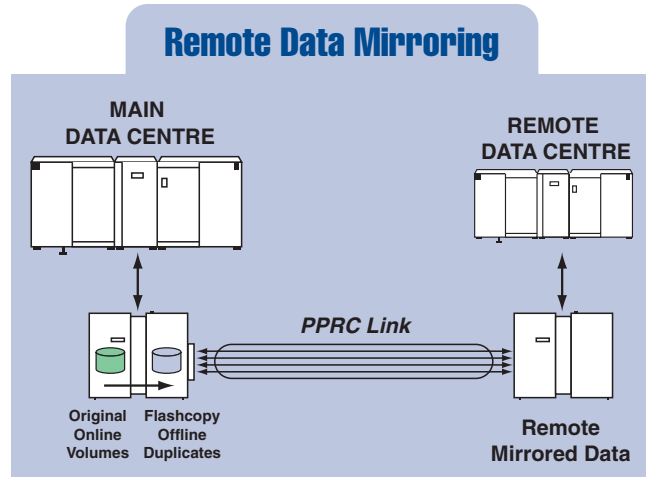 Remote Data Mirroring
MAIN
DATA CENTRE
REMOTE
DATA CENTRE
PPRC Link
Original
Online
Volumes
Flashcopy
Offline
Duplicates
Remote
Mirrored Data